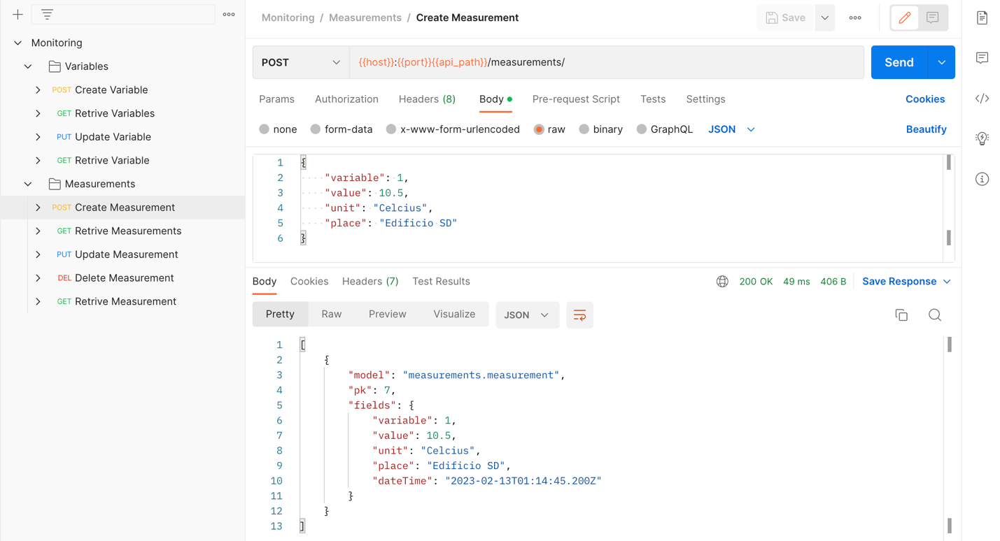 Monitoring
Variables
POST Create Variable
GET Retrive Variables
PUT Update Variable
GET Retrive Variable
Measurements
POST Create Measurement
GET Retrive Measurements
PUT Update Measurement
DEL Delete Measurement
GET Retrive Measurement
Monitoring / Measurements / Create Measurement
Save
POST
{{host}}:{{port}}{{api_path}}/measurements/
Send
Params Authorization Headers (8) Body Pre-request Script Tests Settings Cookies
none form-data x-www-form-urlencoded raw binary GraphQL JSON Beautify
1 {
2 "variable": 1,
3 "value": 10.5,
4 "unit": "Celcius",
5 "place": "Edificio SD"
6 }
Body Cookies Headers (7) Test Results 200 OK 49 ms 406 B Save Response
Pretty Raw Preview Visualize JSON
1 [
2 {
3 "model": "measurements.measurement",
4 "pk": 7,
5 "fields": {
6 "variable": 1,
7 "value": 10.5,
8 "unit": "Celcius",
9 "place": "Edificio SD",
10 "dateTime": "2023-02-13T01:14:45.200Z"
11 }
12 }
13 ]